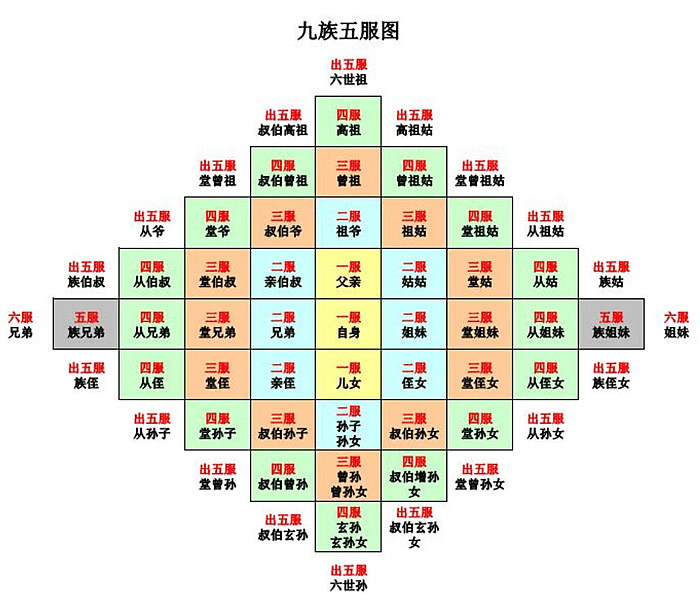 九族五服图
出五服
六世祖
出五服 四服 出五服
叔伯高祖 高祖 高祖姑
出五服 四服 三服 四服 出五服
堂曾祖 叔伯曾祖 曾祖 曾祖姑 堂曾祖姑
出五服 四服 三服 二服 三服 四服 出五服
从爷 堂爷 叔伯爷 祖爷 祖姑 堂祖姑 从祖姑
出五服 四服 三服 二服 一服 二服 三服 四服 出五服
族伯叔 从伯叔 堂伯叔 亲伯叔 父亲 姑姑 堂姑 从姑 族姑
六服 五服 四服 三服 二服 一服 二服 三服 四服 五服 六服
兄弟 族兄弟 从兄弟 堂兄弟 兄弟 自身 姐妹 堂姐妹 从姐妹 族姐妹 姐妹
出五服 四服 三服 二服 一服 二服 三服 四服 出五服
族侄 从侄 堂侄 亲侄 儿女 侄女 堂侄女 从侄女 族侄女
出五服 四服 三服 二服 三服 四服 出五服
从孙子 堂孙子 叔伯孙子 孙子 叔伯孙女 堂孙女 从孙女
孙女
出五服 四服 三服 四服 出五服
堂曾孙 叔伯曾孙 曾孙 叔伯增孙 堂曾孙女
曾孙女 女
出五服 四服 出五服
叔伯玄孙 玄孙 叔伯玄孙
玄孙女 女
出五服
六世孙